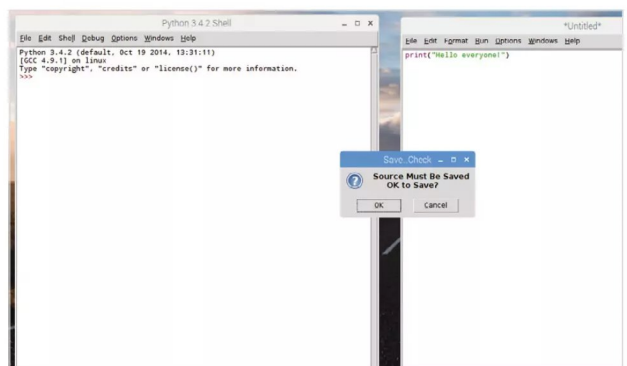 Python 3.4.2 Shell
File Edit Shell Debug Options Windows Help
Python 3.4.2 (default, Oct 19 2014, 13:31:11)
[GCC 4.9.1] on linux
Type "copyright", "credits" or "license()" for more information.
>>>
*Untitled*
File Edit Format Run Options Windows Help
print("Hello everyone!")
Save..Check
Source Must Be Saved
OK to Save?
OK Cancel